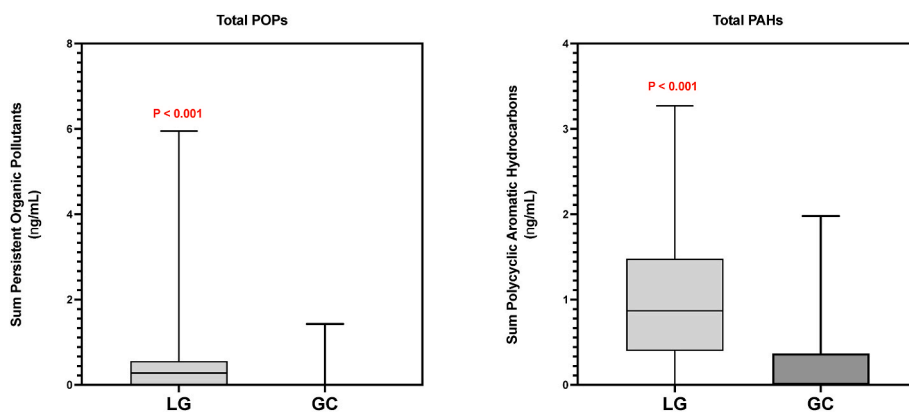 Total POPs
Sum Persistent Organic Pollutants
(ng/mL)
8
6
4
2
0
P < 0.001
LG
GC
Total PAHs
Sum Polycyclic Aromatic Hydrocarbons
(ng/mL)
4
3
2
1
0
P < 0.001
LG
GC